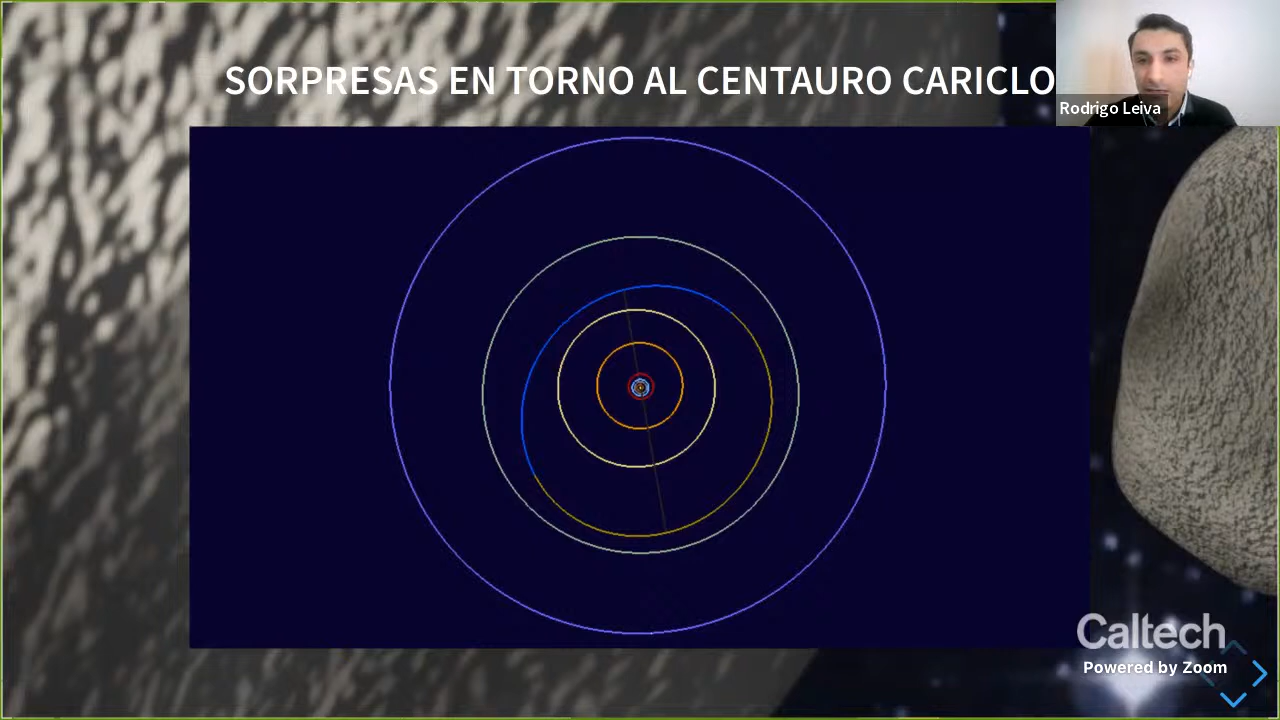 SORPRESAS EN TORNO AL CENTAURO CARICLO
Rodrigo Leiva
Caltech
Powered by Zoom